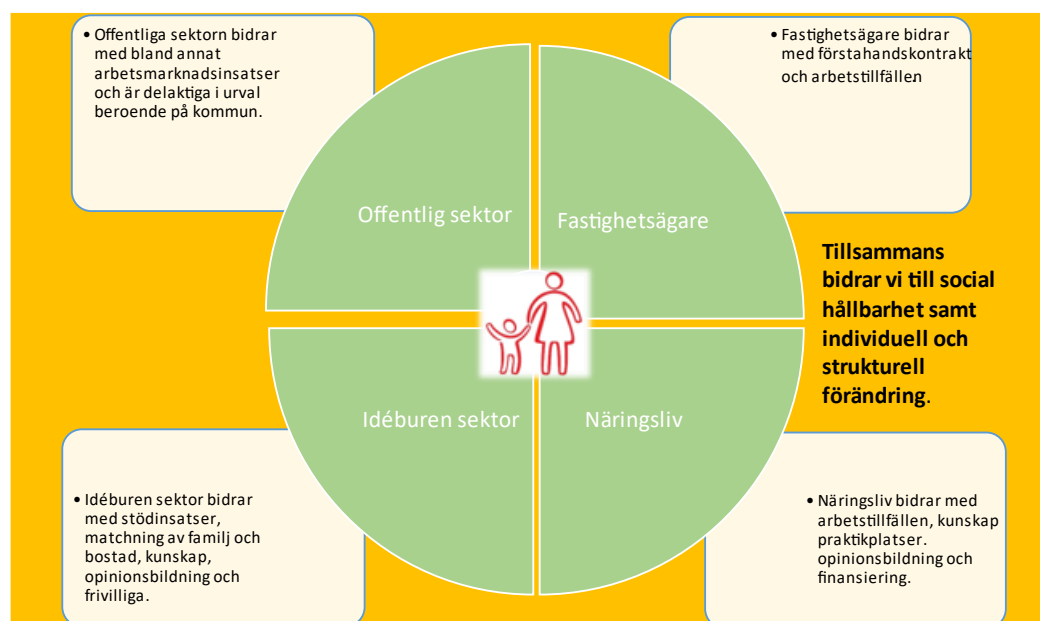 • Offentliga sektorn bidrar
med bland annat
arbetsmarknadsinsatser
och är delaktiga i urval
beroende på kommun.
• Fastighetsägare bidrar
med förstahandskontrakt
och arbetstillfällen
Offentlig sektor
Fastighetsägare
Tillsammans
bidrar vi till social
hållbarhet samt
individuell och
strukturell
förändring.
Idéburen sektor
Näringsliv
• Idéburen sektor bidrar
med stödinsatser,
matchning av familj och
bostad, kunskap,
opinionsbildning och
frivilliga.
• Näringsliv bidrar med
arbetstillfällen, kunskap
praktikplatser.
opinionsbildning och
finansiering.